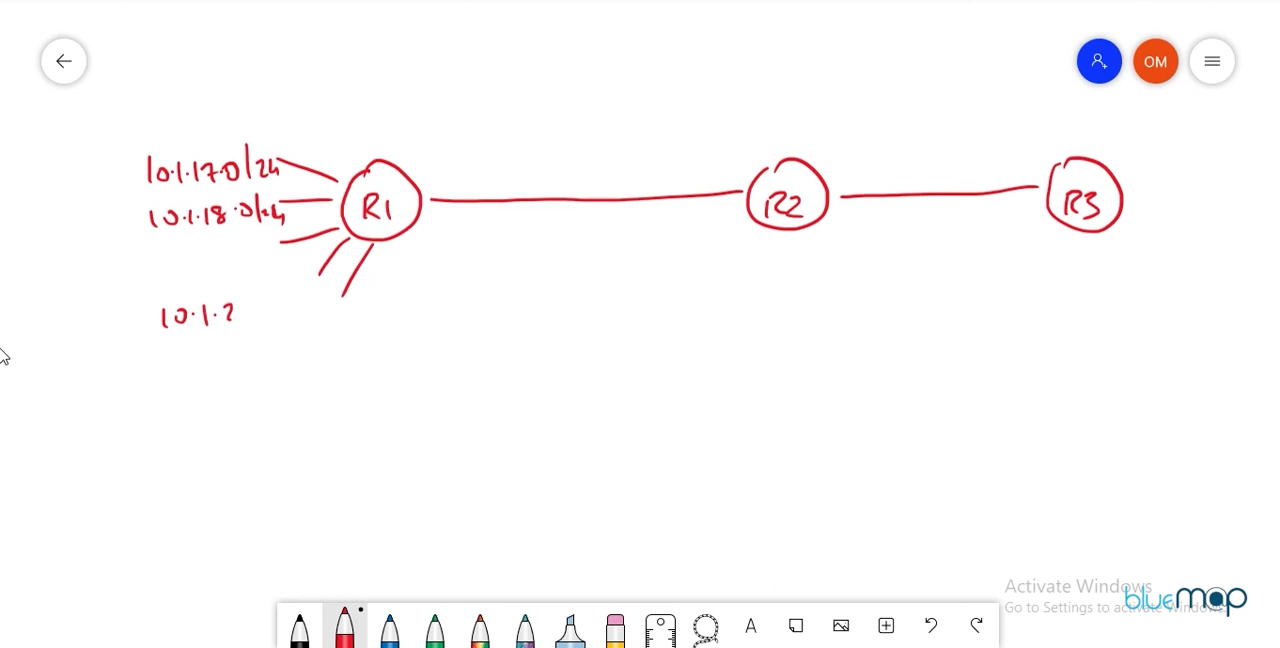 OM
10.1.17.0/24
10.1.18.0/24
R1
R2
R3
10.1.2
A
Activate Windows
Go to Settings to activate Windows.
bluemap